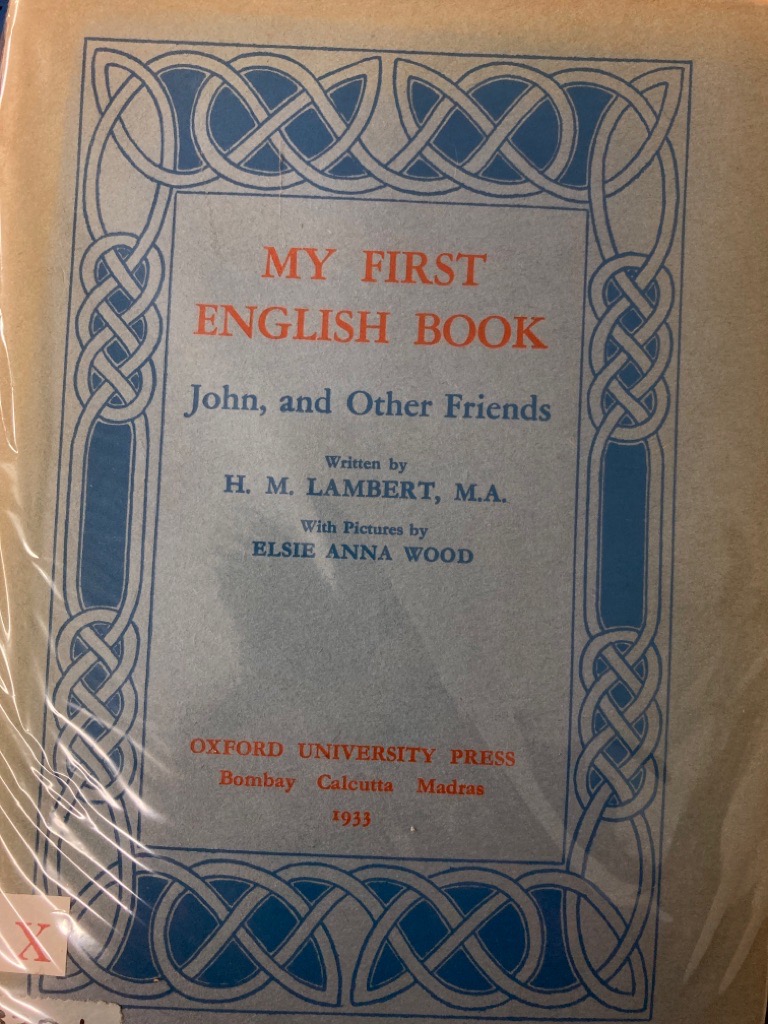 MY FIRST
ENGLISH BOOK
John, and Other Friends
Written by
H. M. LAMBERT, M.A.
With Pictures by
ELSIE ANNA WOOD
OXFORD UNIVERSITY PRESS
Bombay Calcutta Madras
1933
X